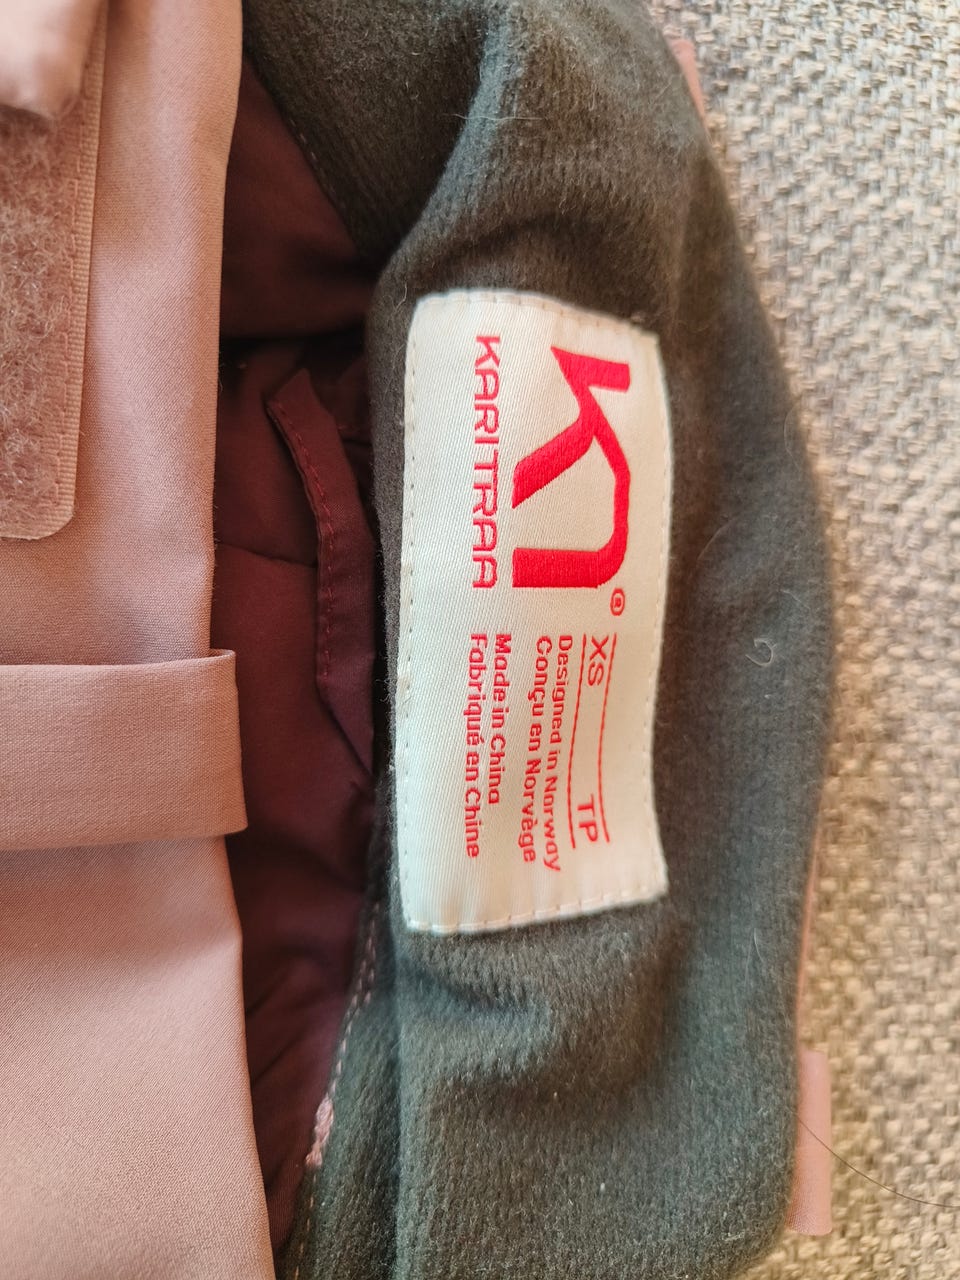 KARI TRAA
®
XS TP
Designed in Norway
Conçu en Norvège
Made in China
Fabriqué en Chine